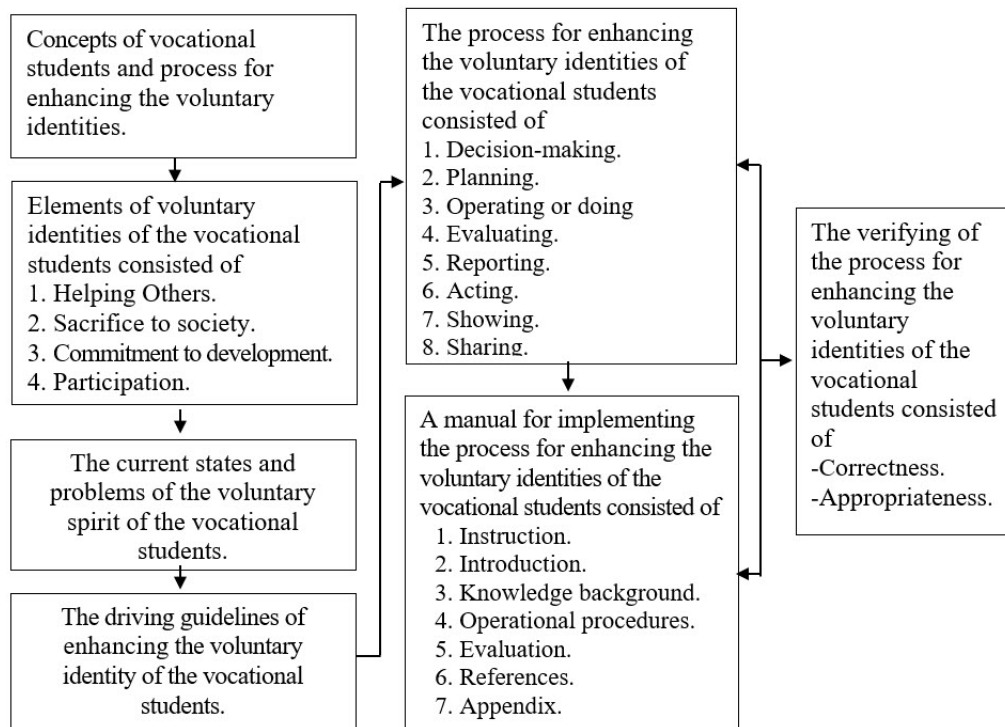 Concepts of vocational
students and process for
enhancing the voluntary
identities.
Elements of voluntary
identities of the vocational
students consisted of
1. Helping Others.
2. Sacrifice to society.
3. Commitment to development.
4. Participation.
The current states and
problems of the voluntary
spirit of the vocational
students.
The driving guidelines of
enhancing the voluntary
identity of the vocational
students.
The process for enhancing
the voluntary identities of
the vocational students
consisted of
1. Decision-making.
2. Planning.
3. Operating or doing
4. Evaluating.
5. Reporting.
6. Acting.
7. Showing.
8. Sharing.
A manual for implementing
the process for enhancing the
voluntary identities of the
vocational students consisted of
1. Instruction.
2. Introduction.
3. Knowledge background.
4. Operational procedures.
5. Evaluation.
6. References.
7. Appendix.
The verifying of
the process for
enhancing the
voluntary
identities of the
vocational
students consisted
of
-Correctness.
-Appropriateness.